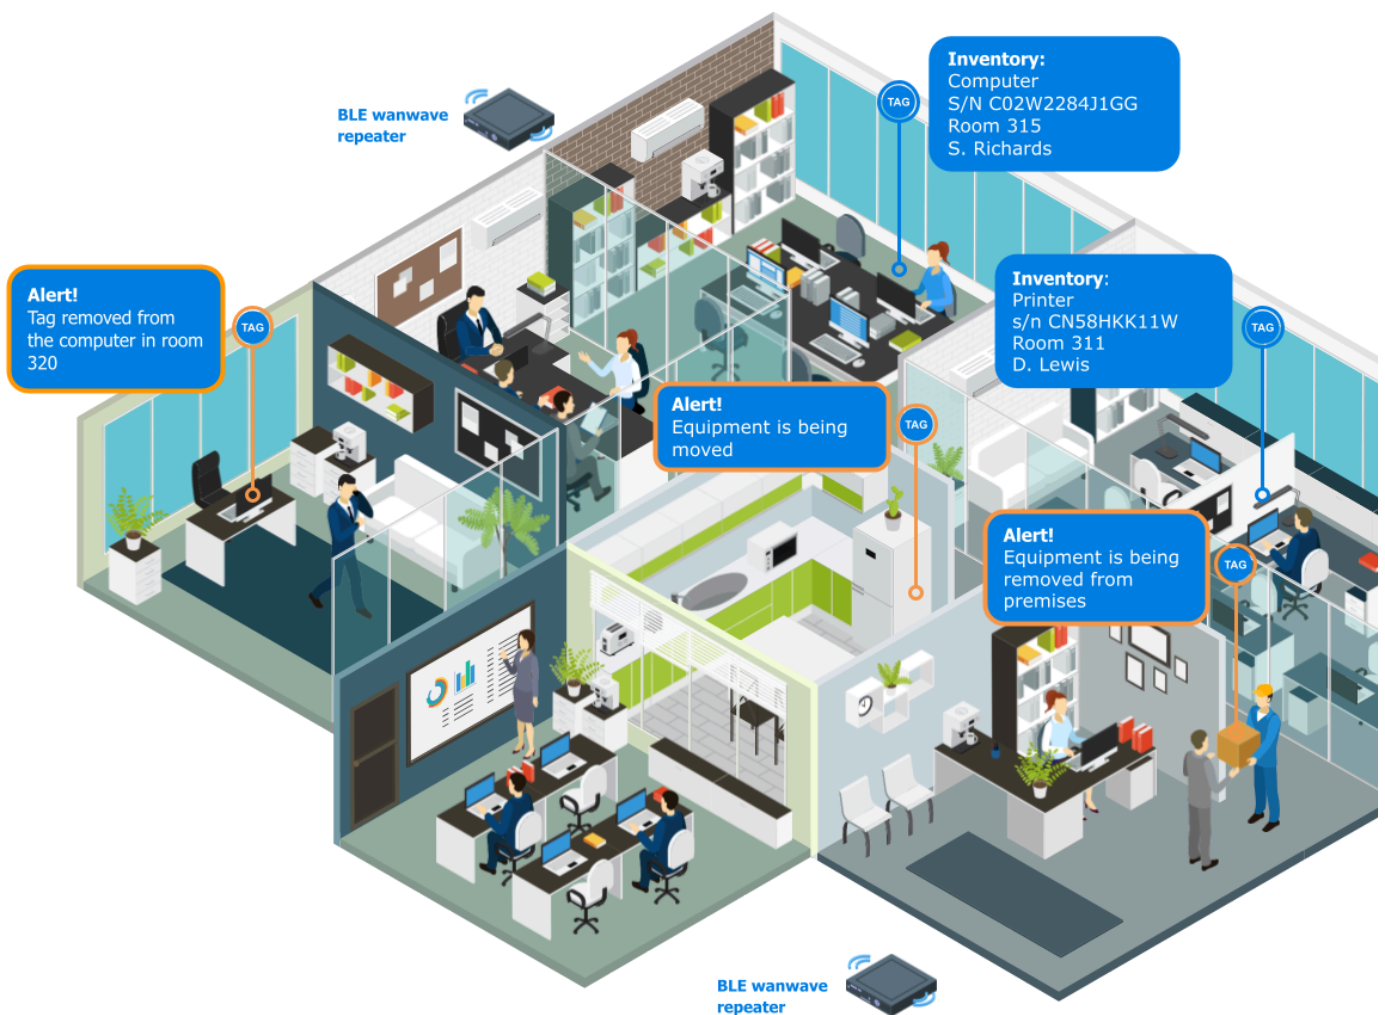 Inventory:
Computer
S/N C02W2284J1GG
Room 315
S. Richards
TAG
BLE wanwave
repeater
Alert!
Tag removed from
the computer in room
320
TAG
Inventory:
Printer
s/n CN58HKK11W
Room 311
D. Lewis
TAG
Alert!
Equipment is being
moved
TAG
Alert!
Equipment is being
removed from
premises
TAG
BLE wanwave
repeater